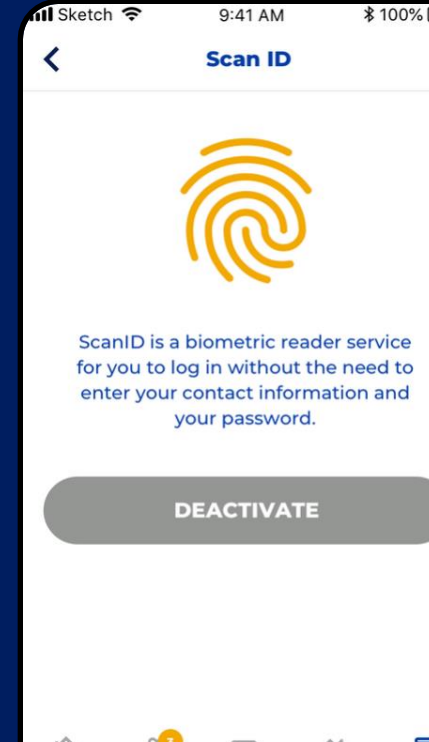 Sketch 9:41 AM 100%
Scan ID
ScanID is a biometric reader service
for you to log in without the need to
enter your contact information and
your password.
DEACTIVATE